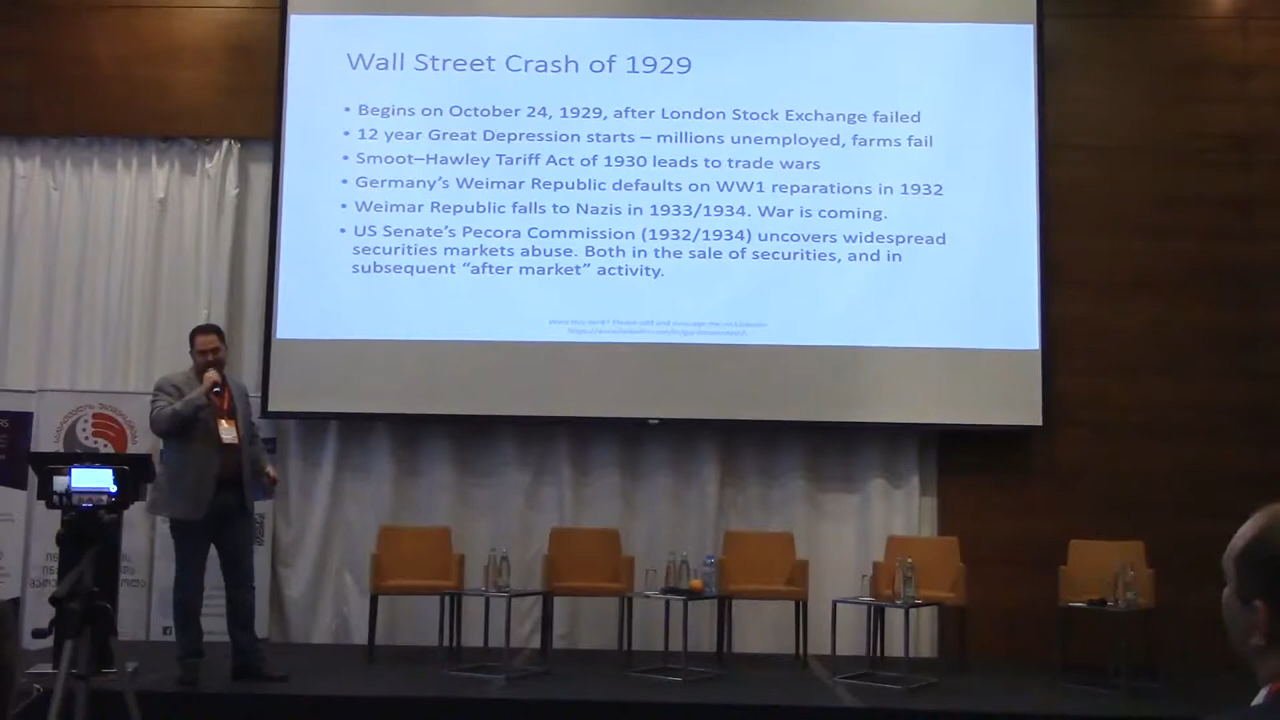 Wall Street Crash of 1929
• Begins on October 24, 1929, after London Stock Exchange failed
• 12 year Great Depression starts – millions unemployed, farms fail
• Smoot–Hawley Tariff Act of 1930 leads to trade wars
• Germany's Weimar Republic defaults on WW1 reparations in 1932
• Weimar Republic falls to Nazis in 1933/1934. War is coming.
• US Senate's Pecora Commission (1932/1934) uncovers widespread
securities markets abuse. Both in the sale of securities, and in
subsequent "after market" activity.